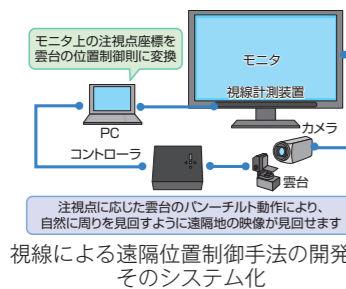 モニタ上の注視点座標を
雲台の位置制御則に変換
モニタ
視線計測装置
PC
カメラ
コントローラ
雲台
注視点に応じた雲台のパンーチルト動作により、
自然に周りを見回すように遠隔地の映像が見回せます
視線による遠隔位置制御手法の開発
そのシステム化